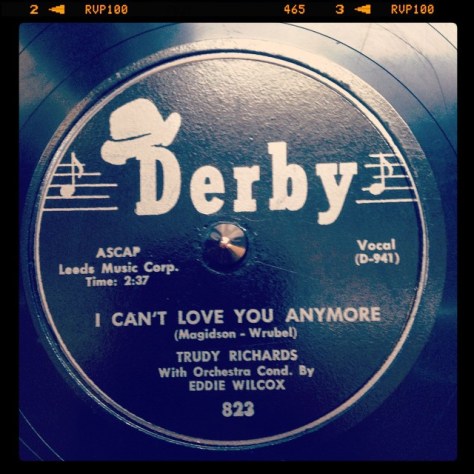 2 RVP100 465 3 RVP100
Derby
ASCAP
Leeds Music Corp.
Time: 2:37
Vocal
(D-941)
I CAN'T LOVE YOU ANYMORE
(Magidson - Wrubel)
TRUDY RICHARDS
With Orchestra Cond. By
EDDIE WILCOX
823